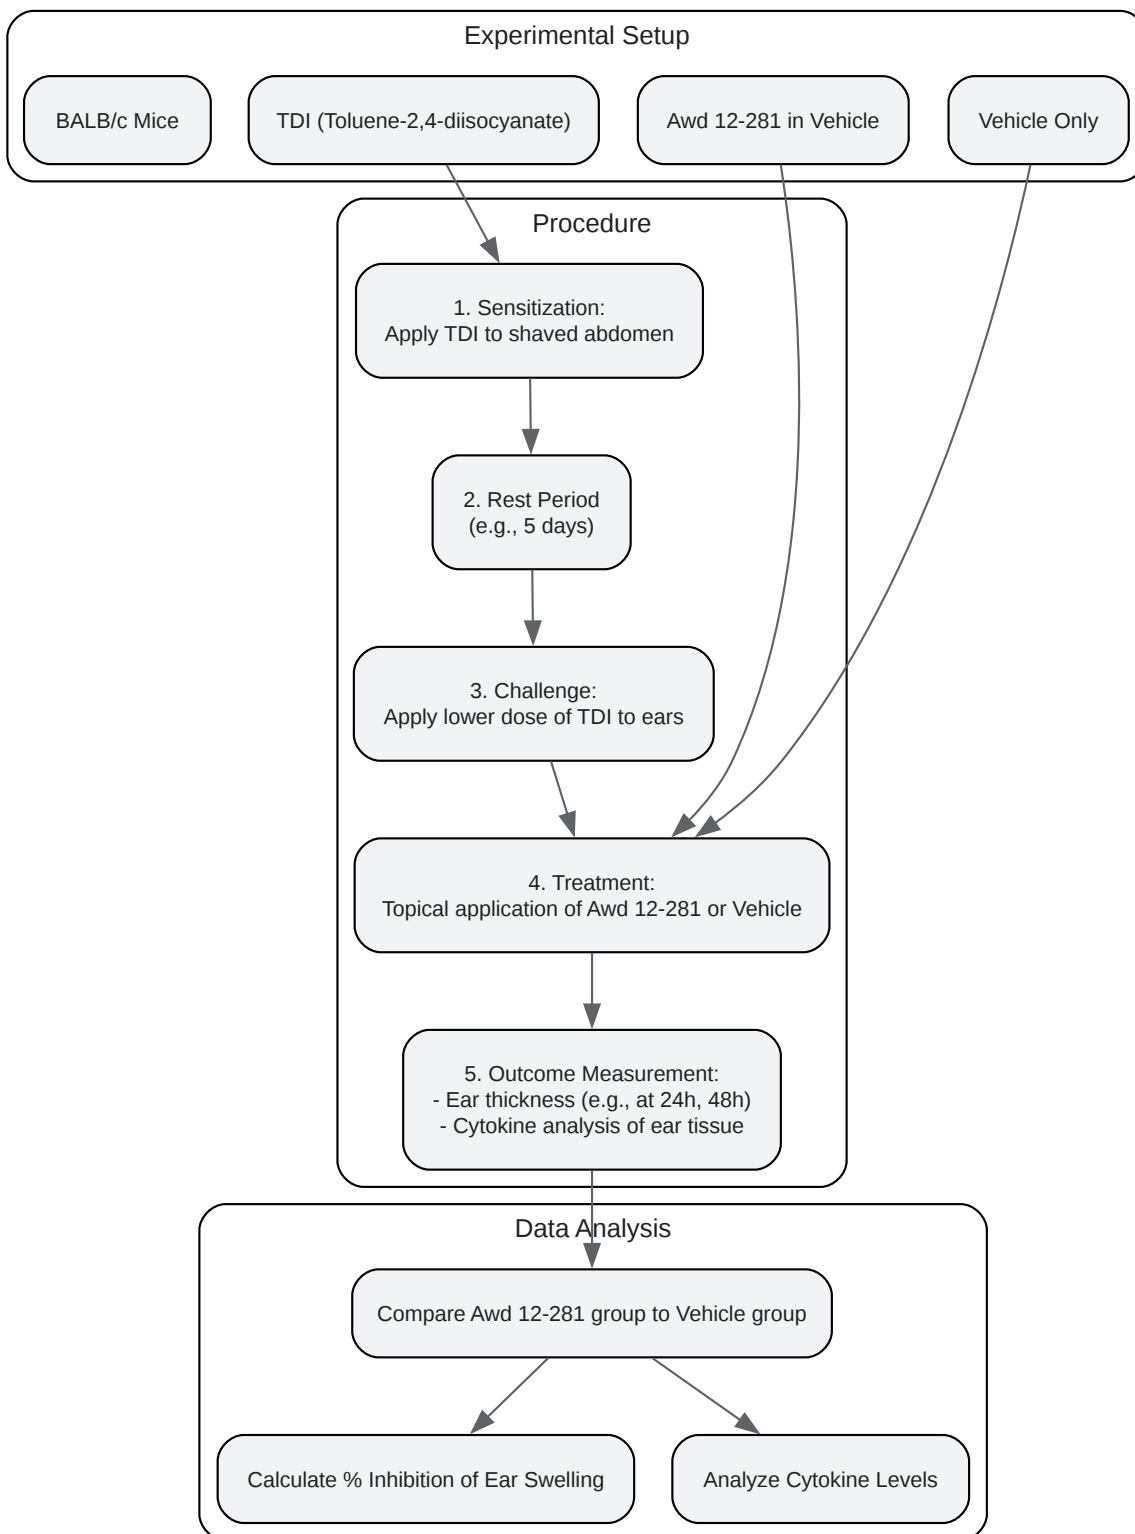 Experimental Setup
BALB/c Mice
TDI (Toluene-2,4-diisocyanate)
Awd 12-281 in Vehicle
Vehicle Only
Procedure
1. Sensitization:
Apply TDI to shaved abdomen
2. Rest Period
(e.g., 5 days)
3. Challenge:
Apply lower dose of TDI to ears
4. Treatment:
Topical application of Awd 12-281 or Vehicle
5. Outcome Measurement:
- Ear thickness (e.g., at 24h, 48h)
- Cytokine analysis of ear tissue
Data Analysis
Compare Awd 12-281 group to Vehicle group
Calculate % Inhibition of Ear Swelling
Analyze Cytokine Levels